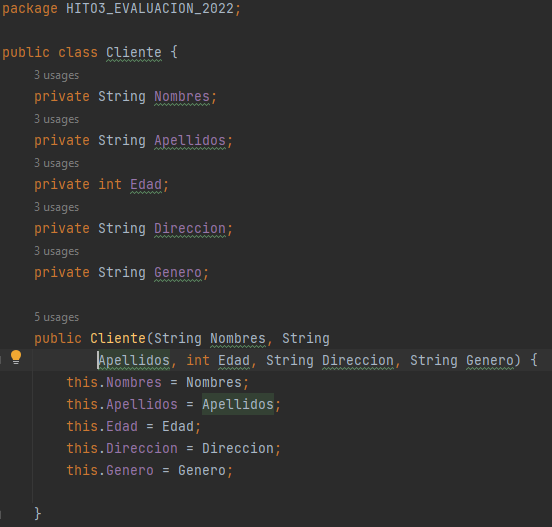 package HITO3_EVALUACION_2022;
public class Cliente {
3 usages
private String Nombres;
3 usages
private String Apellidos;
3 usages
private int Edad;
3 usages
private String Direccion;
3 usages
private String Genero;
5 usages
public Cliente(String Nombres, String
Apellidos, int Edad, String Direccion, String Genero) {
this.Nombres = Nombres;
this.Apellidos = Apellidos;
this.Edad = Edad;
this.Direccion = Direccion;
this.Genero = Genero;
}